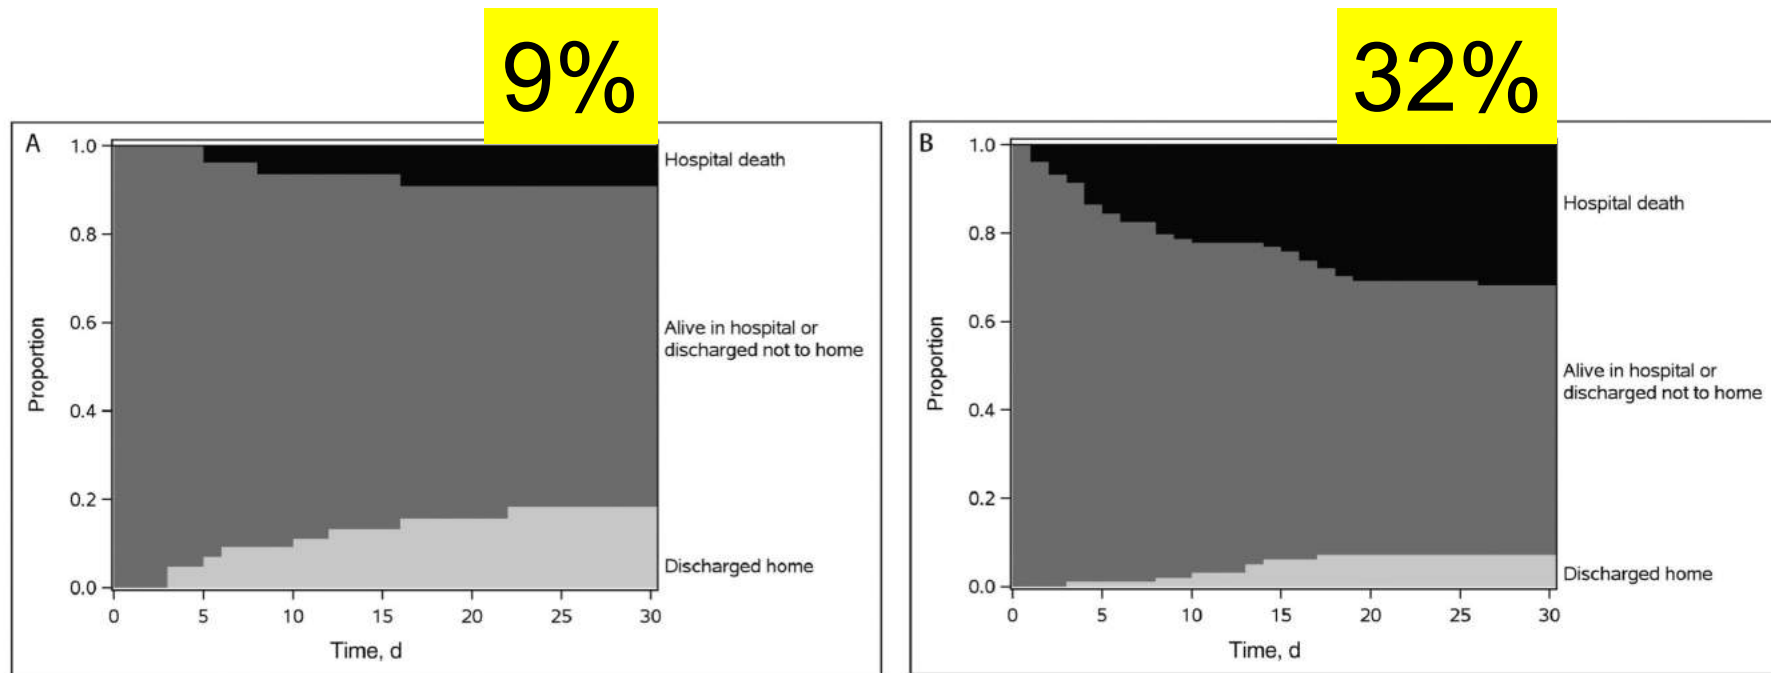 9%
32%
A
1.0
0.8
0.6
0.4
0.2
0.0
Proportion
Hospital death
Alive in hospital or
discharged not to home
Discharged home
0 5 10 15 20 25 30
Time, d
B
1.0
0.8
0.6
0.4
0.2
0.0
Proportion
Hospital death
Alive in hospital or
discharged not to home
Discharged home
0 5 10 15 20 25 30
Time, d